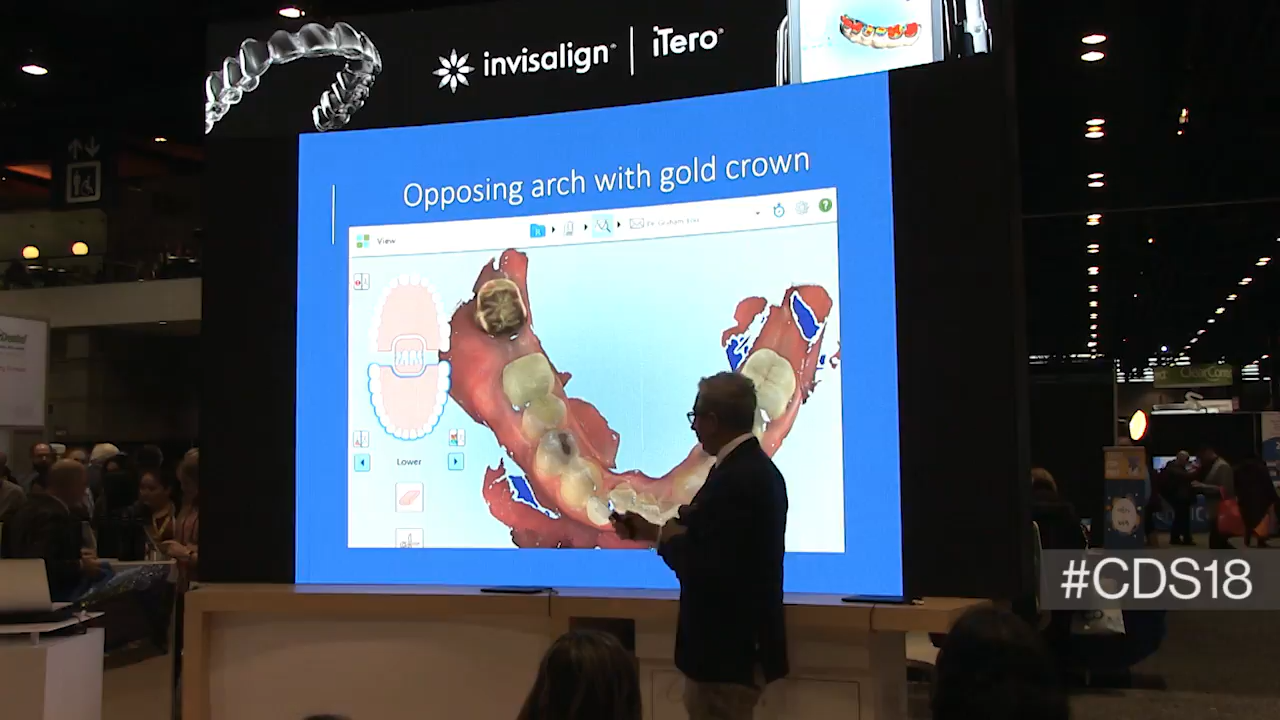 invisalign | iTero
Opposing arch with gold crown
View
Lower
#CDS18